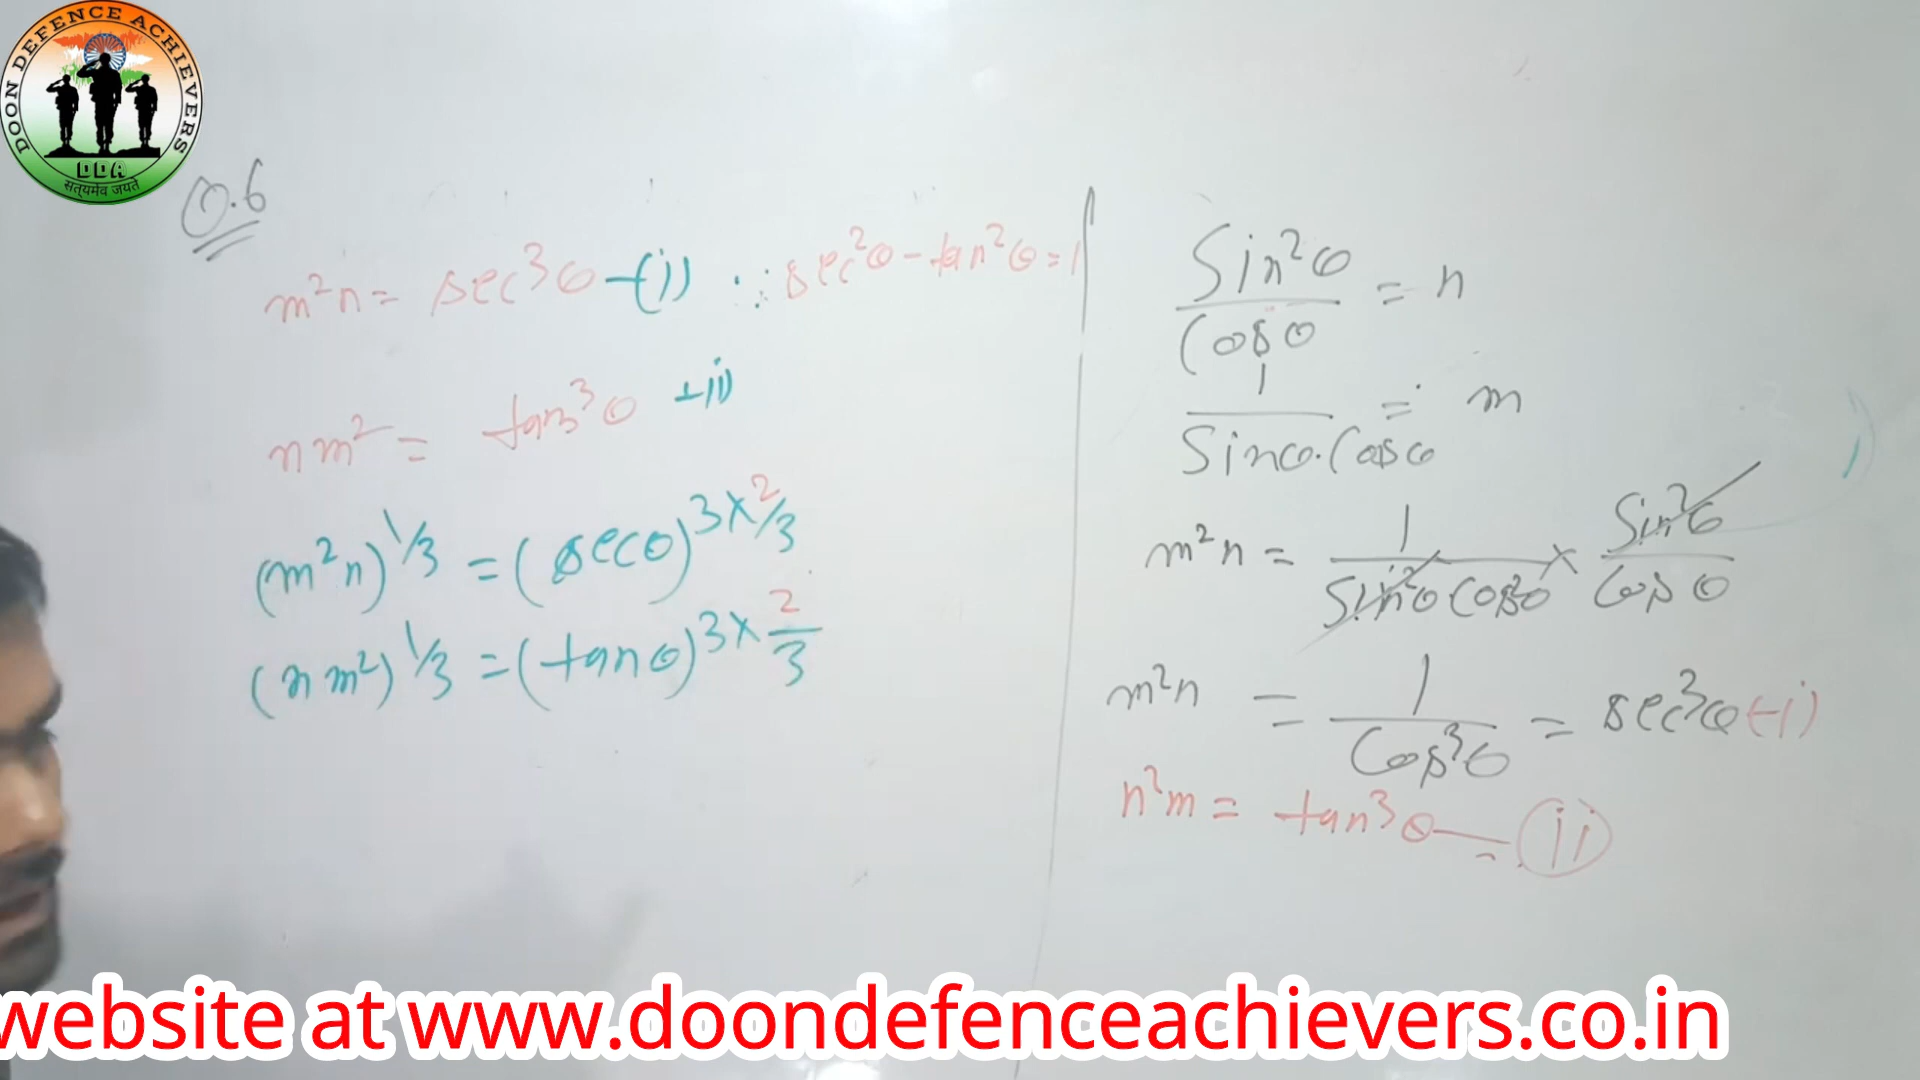 DOON DEFENCE ACHIEVERS
DDA
सत्यमेव जयते
Q.6
m²n = sec³θ -(i) ∵ sec²θ - tan²θ = 1
nm² = tan³θ -(ii)
(m²n)^1/3 = (secθ)^3×2/3
(nm²)^1/3 = (tanθ)^3×2/3
Sin²θ/Cosθ = n
1/Sinθ.Cosθ = m
m²n = 1/Sin²θ Cos²θ × Sin²θ/Cosθ
m²n = 1/Cos³θ = sec³θ -(i)
n²m = tan³θ — (ii)
website at www.doondefenceachievers.co.in